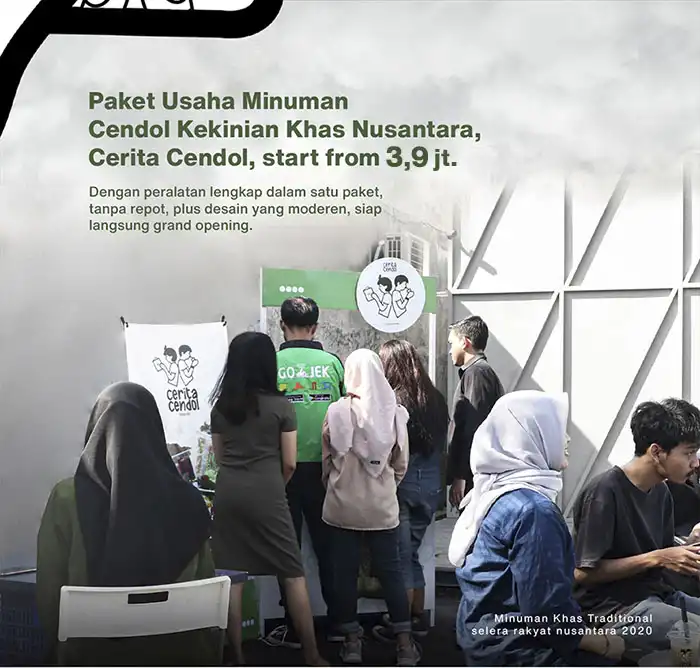 Paket Usaha Minuman
Cendol Kekinian Khas Nusantara,
Cerita Cendol, start from 3,9 jt.
Dengan peralatan lengkap dalam satu paket,
tanpa repot, plus desain yang moderen, siap
langsung grand opening.
cerita
cendol
GO JEK
cerita
cendol
Minuman Khas Traditional
selera rakyat nusantara 2020